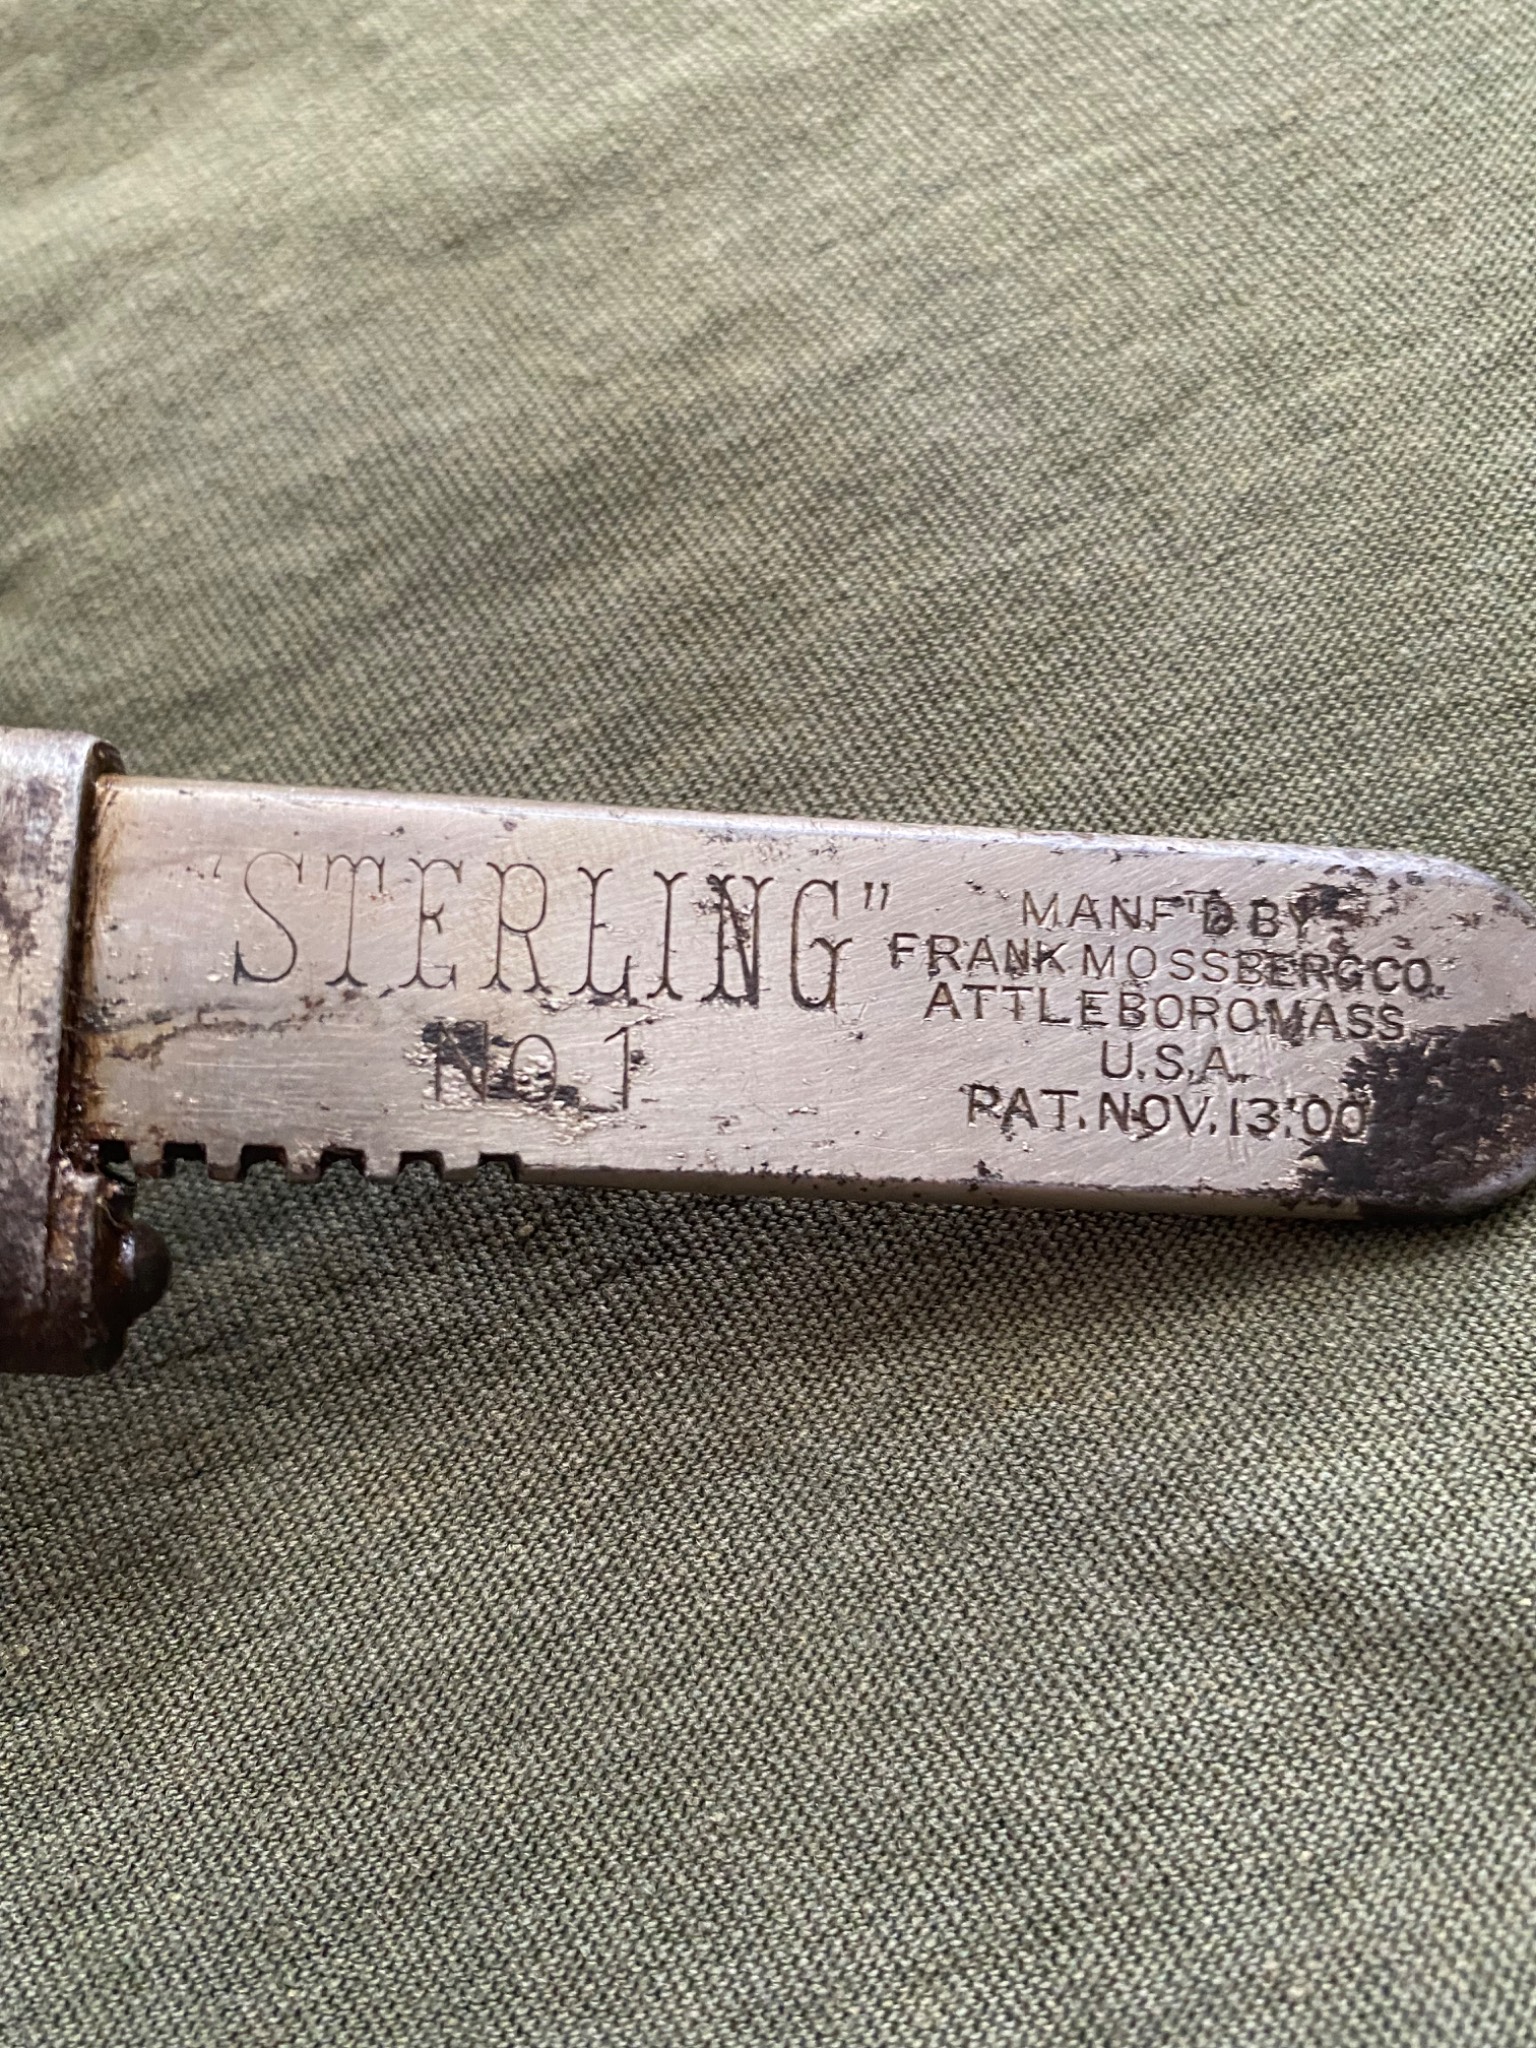 "STERLING"
No. 1
MANF'D BY
FRANK MOSSBERG CO.
ATTLEBORO MASS
U.S.A.
PAT. NOV. 13.'00